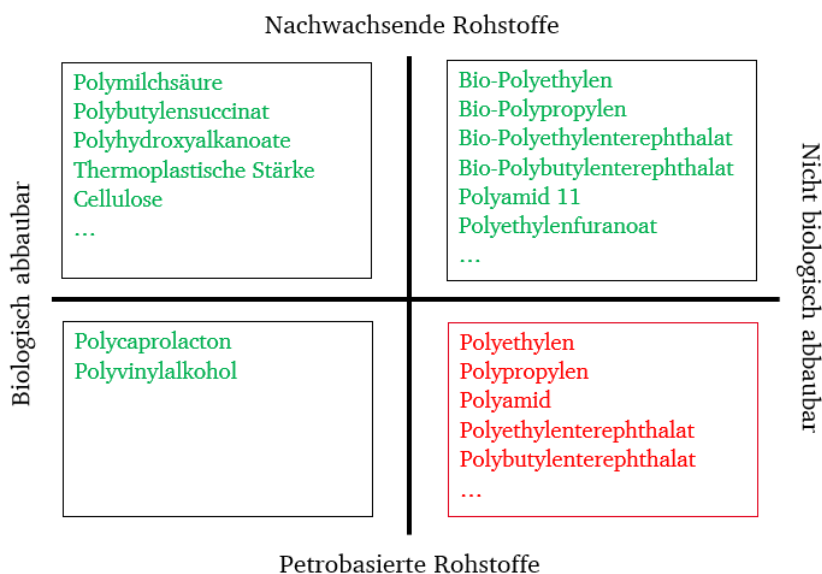 Nachwachsende Rohstoffe
Biologisch abbaubar
Polymilchsäure
Polybutylensuccinat
Polyhydroxyalkanoate
Thermoplastische Stärke
Cellulose
...
Bio-Polyethylen
Bio-Polypropylen
Bio-Polyethylenterephthalat
Bio-Polybutylenterephthalat
Polyamid 11
Polyethylenfuranoat
...
Nicht biologisch abbaubar
Polycaprolacton
Polyvinylalkohol
Polyethylen
Polypropylen
Polyamid
Polyethylenterephthalat
Polybutylenterephthalat
...
Petrobasierte Rohstoffe